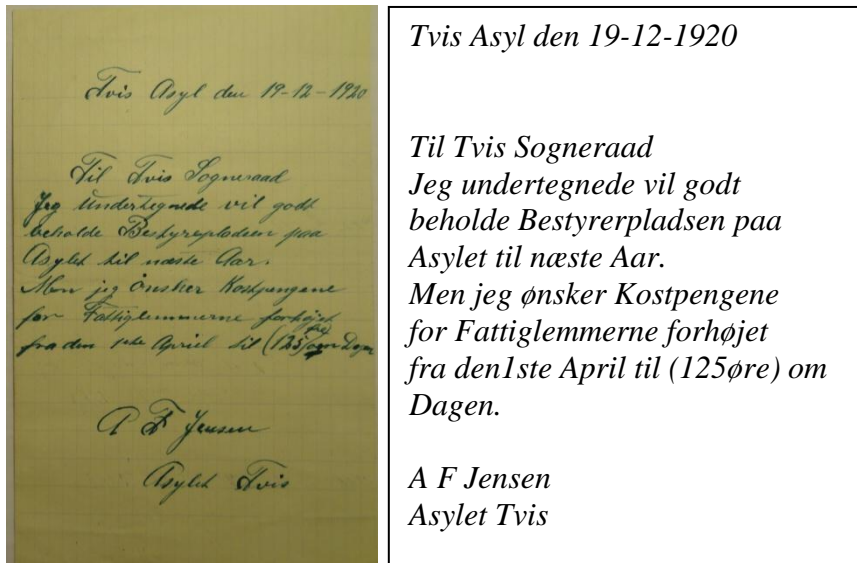 Tvis Asyl den 19-12-1920
Til Tvis Sogneraad
Jeg Undertegnede vil godt
beholde Bestyrepladsen paa
Asylet til næste Aar.
Men jeg Ønsker Kostpengene
for Fattiglemmerne forhøjet
fra den 1ste April til (125 øre) om
A F Jensen
Asylet Tvis
Tvis Asyl den 19-12-1920
Til Tvis Sogneraad
Jeg undertegnede vil godt
beholde Bestyrerpladsen paa
Asylet til næste Aar.
Men jeg ønsker Kostpengene
for Fattiglemmerne forhøjet
fra den1ste April til (125øre) om
Dagen.
A F Jensen
Asylet Tvis